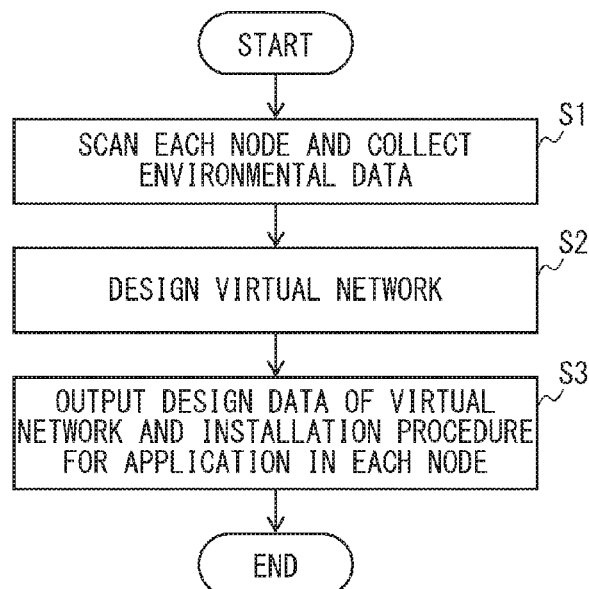 START
S1
SCAN EACH NODE AND COLLECT
ENVIRONMENTAL DATA
S2
DESIGN VIRTUAL NETWORK
S3
OUTPUT DESIGN DATA OF VIRTUAL
NETWORK AND INSTALLATION PROCEDURE
FOR APPLICATION IN EACH NODE
END